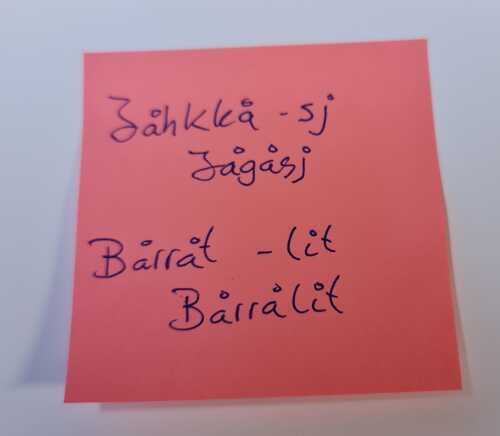 Jåhkkå - sj
Jågåsj
Bårråt - lit
Bårrålit